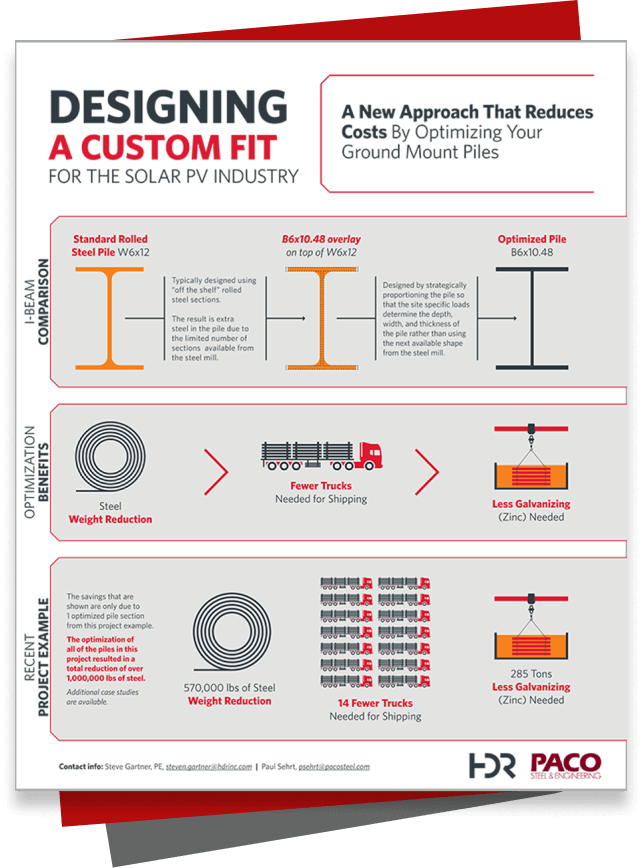 DESIGNING
A CUSTOM FIT
FOR THE SOLAR PV INDUSTRY
A New Approach That Reduces
Costs By Optimizing Your
Ground Mount Piles
I-BEAM
COMPARISON
Standard Rolled
Steel Pile W6x12
Typically designed using
"off the shelf" rolled
steel sections.
The result is extra
steel in the pile due to
the limited number of
sections available from
the steel mill.
B6x10.48 overlay
on top of W6x12
Designed by strategically
proportioning the pile so
that the site specific loads
determine the depth,
width, and thickness of
the pile rather than using
the next available shape
from the steel mill.
Optimized Pile
B6x10.48
OPTIMIZATION
BENEFITS
Steel
Weight Reduction
Fewer Trucks
Needed for Shipping
Less Galvanizing
(Zinc) Needed
RECENT
PROJECT EXAMPLE
The savings that are
shown are only due to
1 optimized pile section
from this project example.
The optimization of
all of the piles in this
project resulted in a
total reduction of over
1,000,000 lbs of steel.
Additional case studies
are available.
570,000 lbs of Steel
Weight Reduction
14 Fewer Trucks
Needed for Shipping
285 Tons
Less Galvanizing
(Zinc) Needed
Contact info: Steve Gartner, PE, steven.gartner@hdrinc.com | Paul Sehrt, psehrt@pacosteel.com
HDR
PACO
STEEL & ENGINEERING